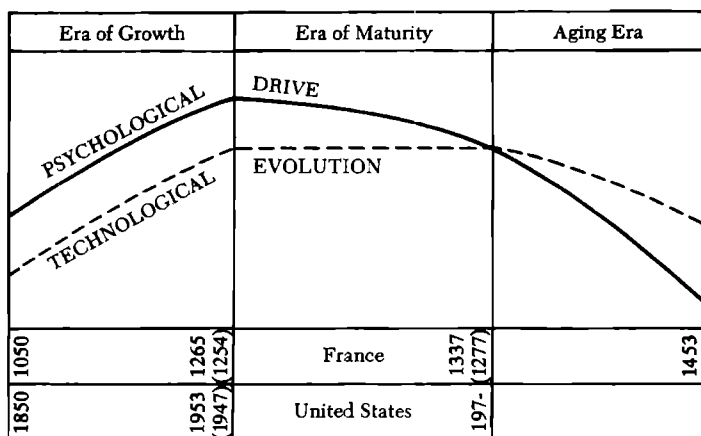 Era of Growth Era of Maturity Aging Era
PSYCHOLOGICAL DRIVE
TECHNOLOGICAL EVOLUTION
1050 1265 (1254) France 1337 (1277) 1453
1850 1953 (1947) United States 197-